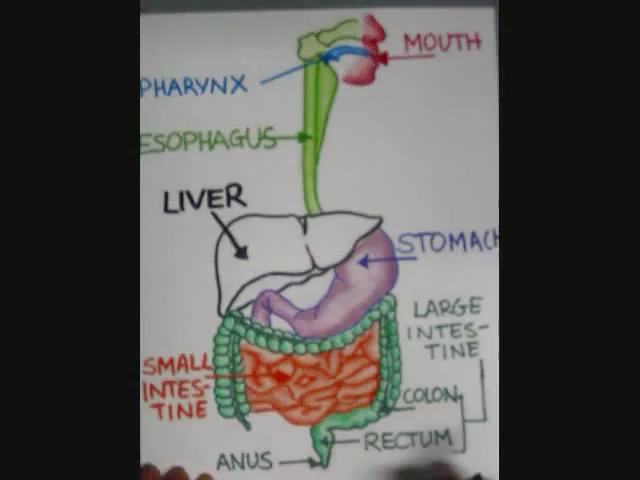 MOUTH
PHARYNX
ESOPHAGUS
LIVER
STOMACH
LARGE
INTES-
TINE
SMALL
INTES-
TINE
COLON
RECTUM
ANUS